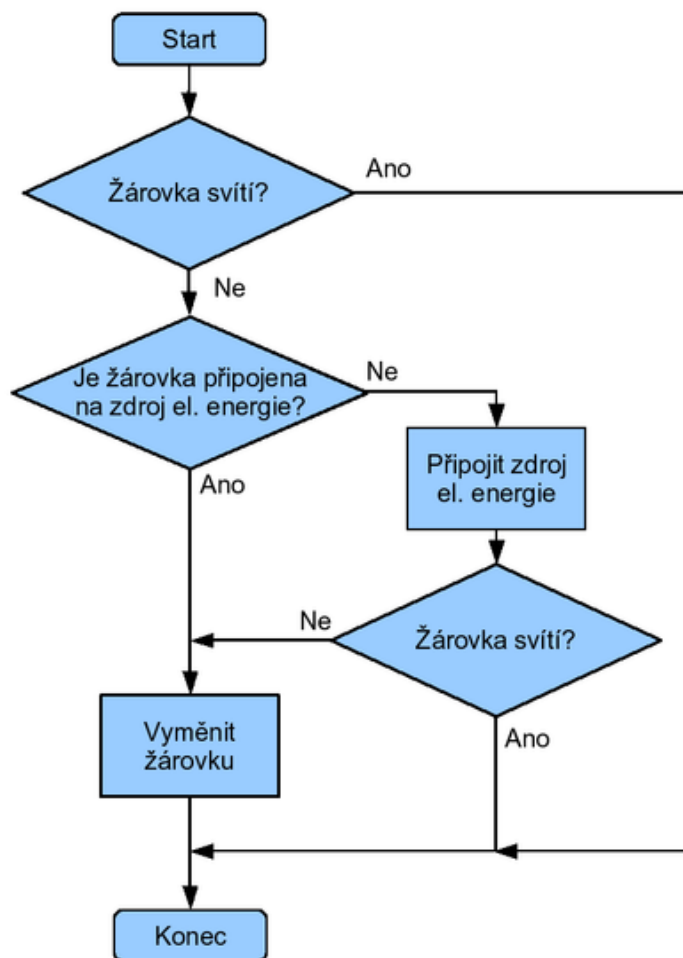 Start
Žárovka svítí?
Ano
Ne
Je žárovka připojena
na zdroj el. energie?
Ne
Ano
Připojit zdroj
el. energie
Ne
Žárovka svítí?
Ano
Vyměnit
žárovku
Konec